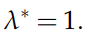 λ* = 1.